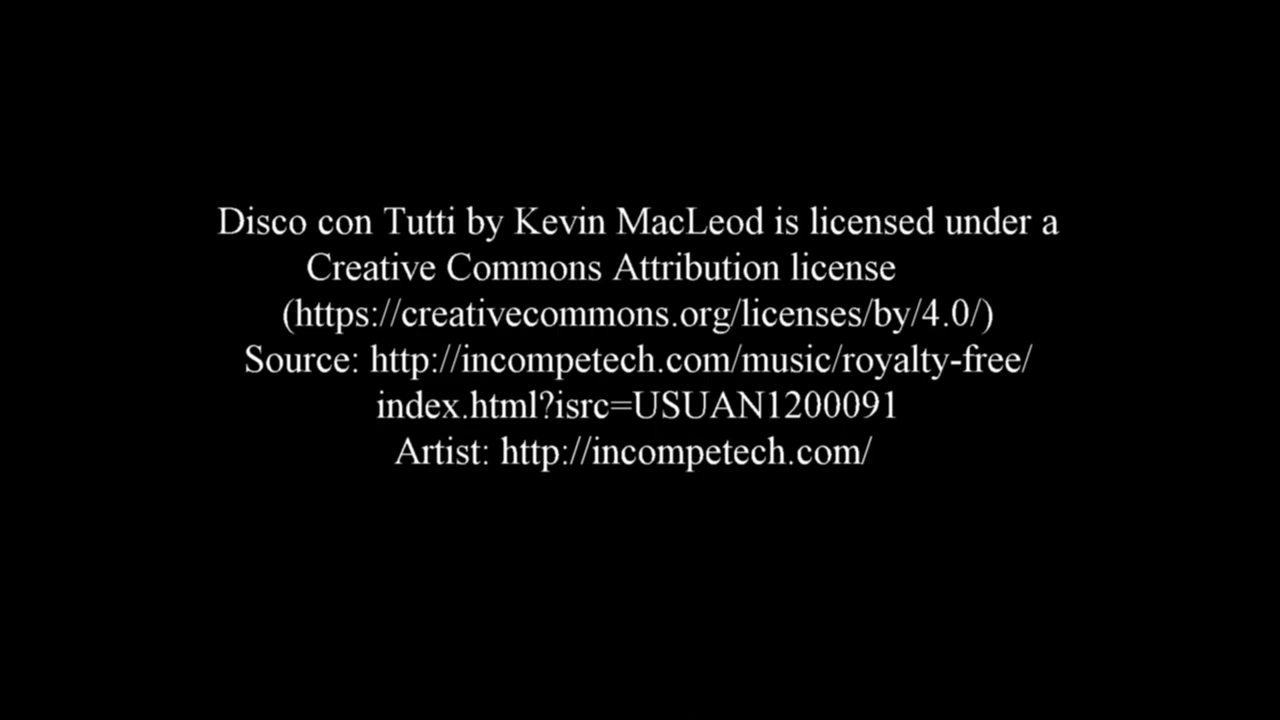 Disco con Tutti by Kevin MacLeod is licensed under a
Creative Commons Attribution license
(https://creativecommons.org/licenses/by/4.0/)
Source: http://incompetech.com/music/royalty-free/
index.html?isrc=USUAN1200091
Artist: http://incompetech.com/